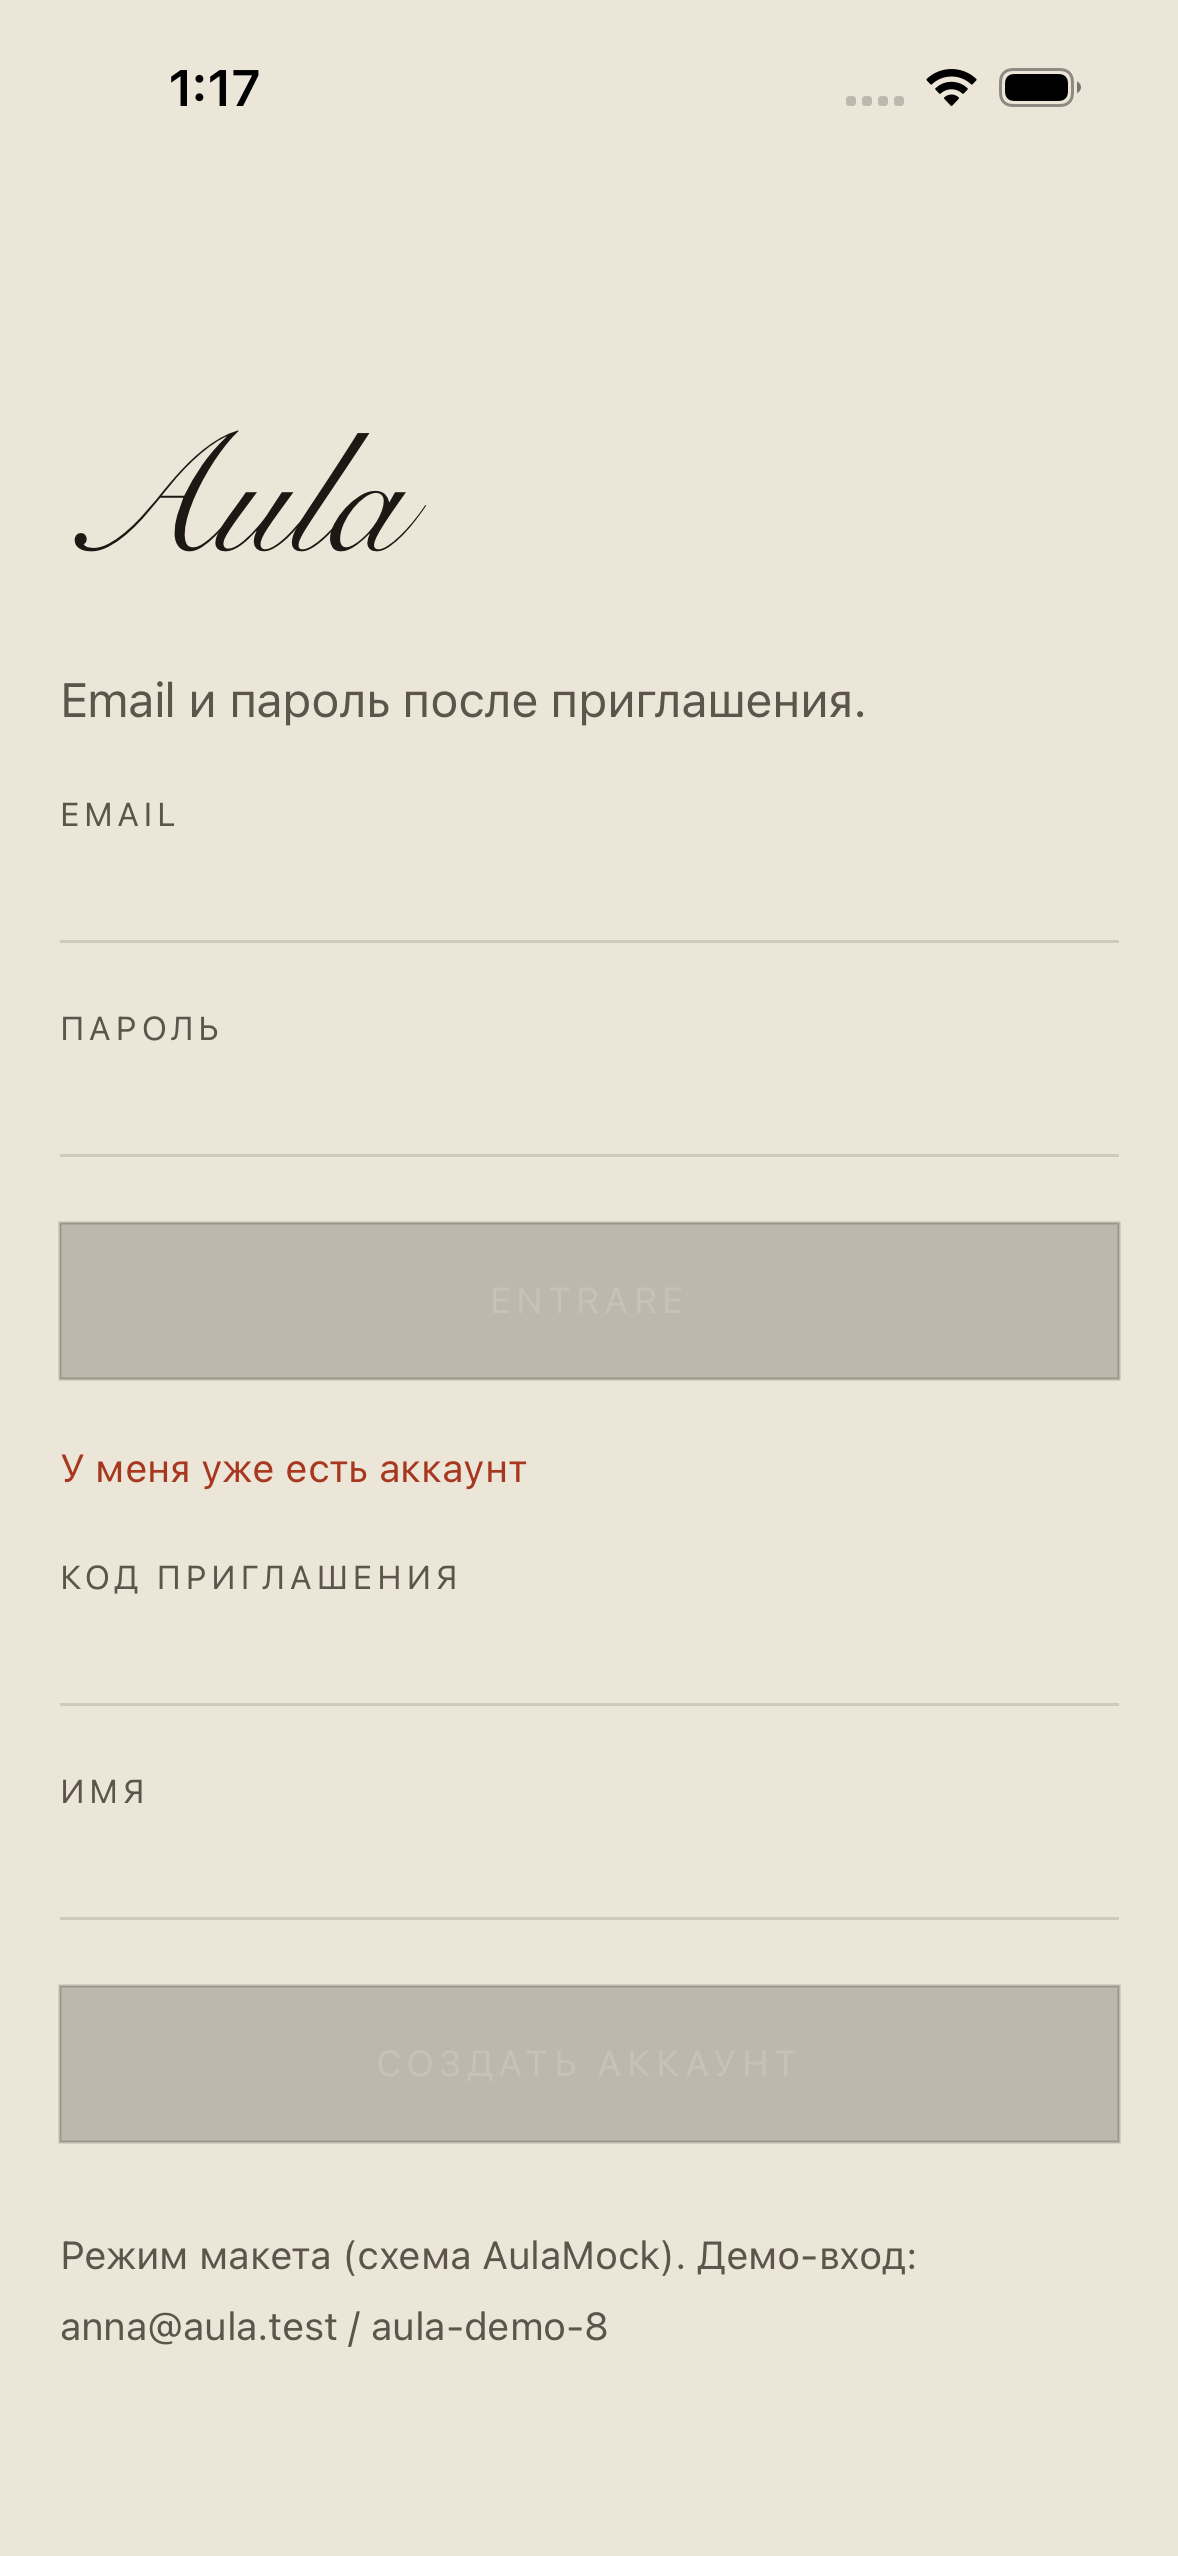 1:17
Aula
Email и пароль после приглашения.
EMAIL
ПАРОЛЬ
ENTRARE
У меня уже есть аккаунт
КОД ПРИГЛАШЕНИЯ
ИМЯ
СОЗДАТЬ АККАУНТ
Режим макета (схема AulaMock). Демо-вход:
anna@aula.test / aula-demo-8